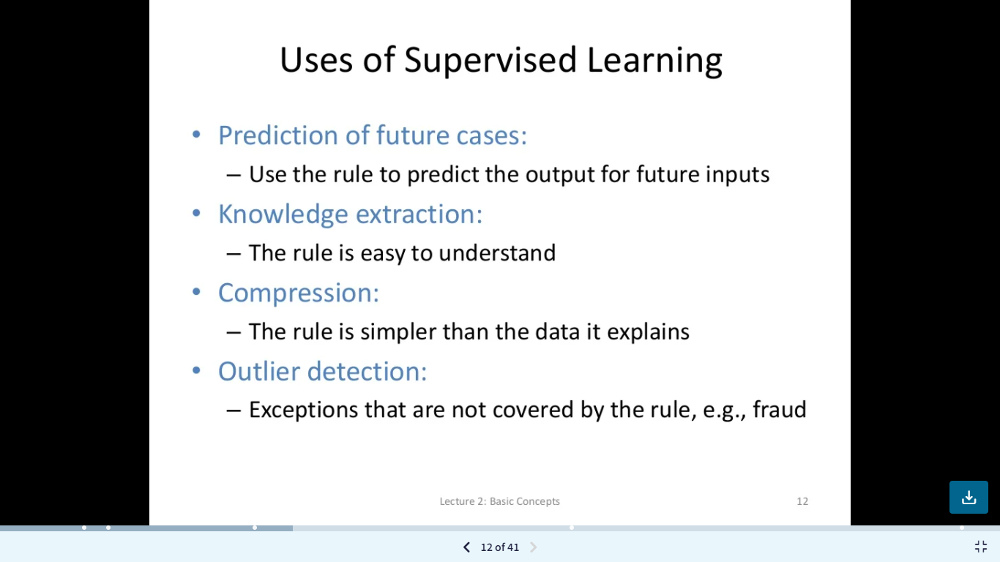 Uses of Supervised Learning
• Prediction of future cases:
– Use the rule to predict the output for future inputs
• Knowledge extraction:
– The rule is easy to understand
• Compression:
– The rule is simpler than the data it explains
• Outlier detection:
– Exceptions that are not covered by the rule, e.g., fraud
Lecture 2: Basic Concepts
12
12 of 41